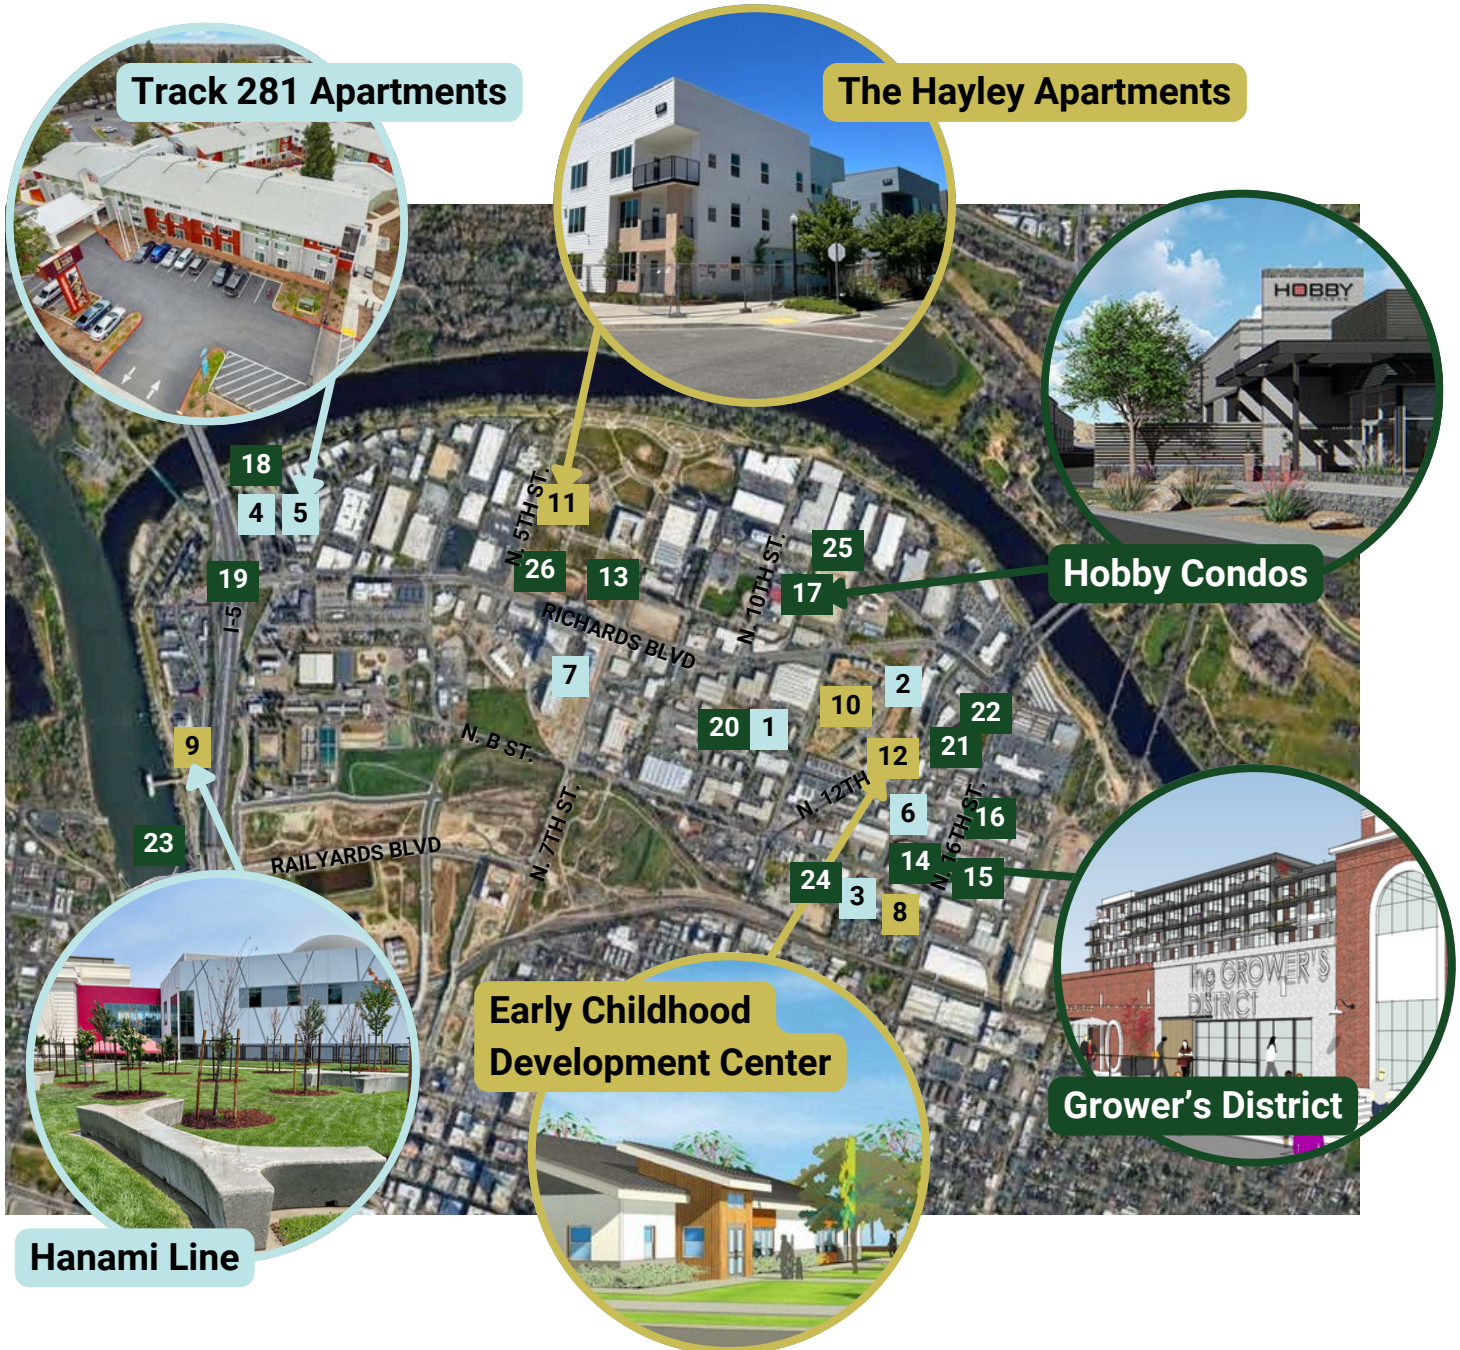 Track 281 Apartments
The Hayley Apartments
HOBBY
Hobby Condos
18
4
5
11
N. 5TH ST.
19
I-5
26
13
25
17
N. 10TH ST.
RICHARDS BLVD
7
2
10
22
20
1
21
9
12
N. B ST.
N. 12TH
6
16
N. 16TH ST.
N. 7TH ST.
23
RAILYARDS BLVD
14
15
24
3
8
The GROWER'S
DISTRICT
Early Childhood
Development Center
Grower’s District
Hanami Line